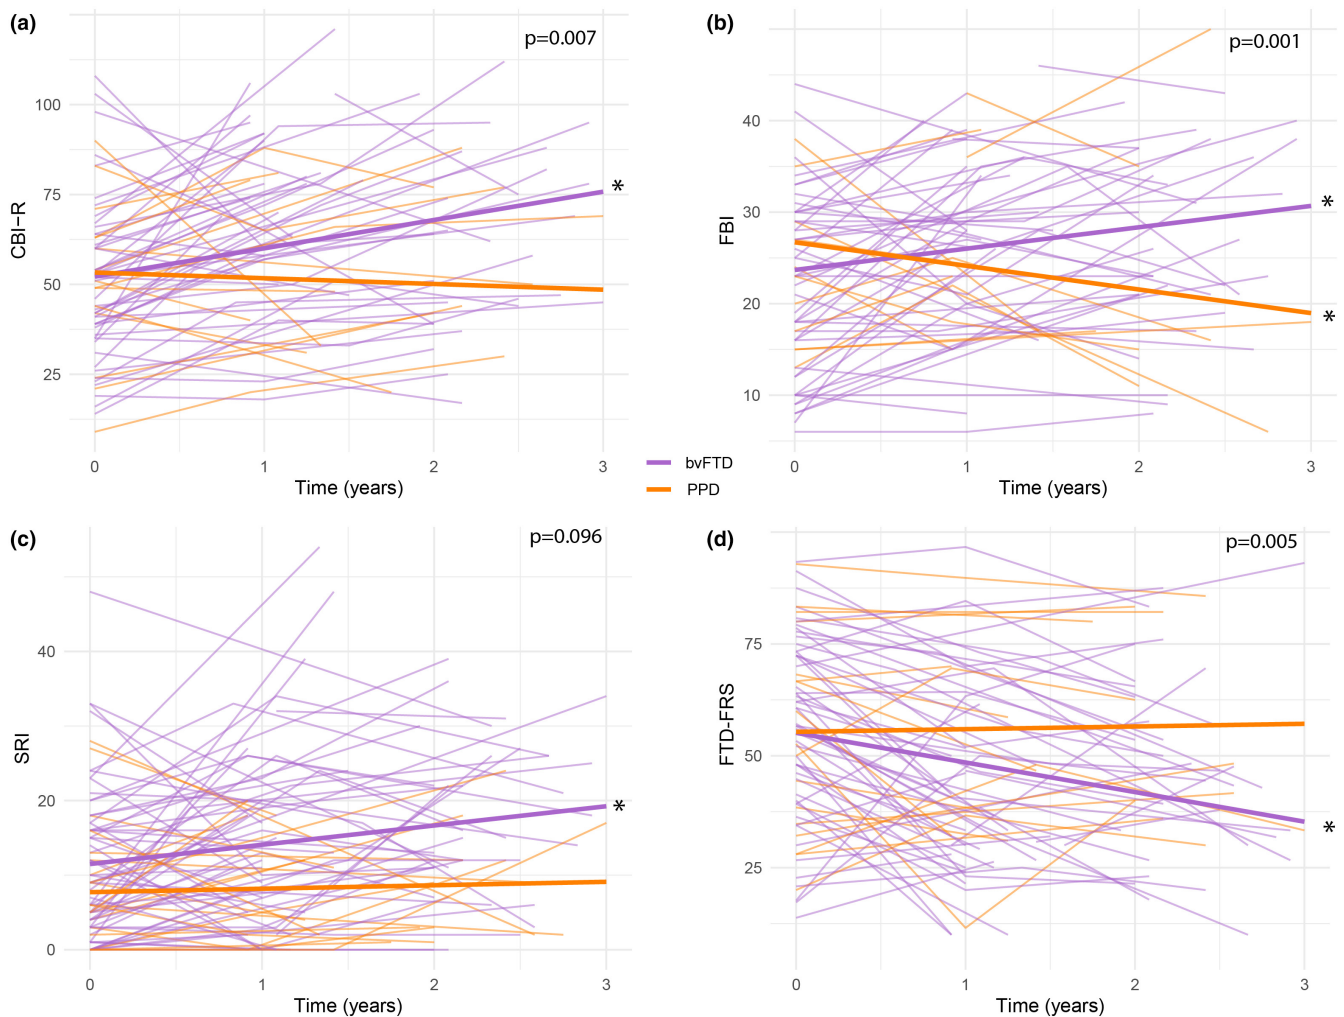 (a)
p=0.007
CBI−R
100
75
50
25
*
0 1 2 3
Time (years)
(b)
p=0.001
FBI
40
30
20
10
*
*
0 1 2 3
Time (years)
bvFTD
PPD
(c)
p=0.096
SRI
40
20
0
*
0 1 2 3
Time (years)
(d)
p=0.005
FTD-FRS
75
50
25
*
0 1 2 3
Time (years)